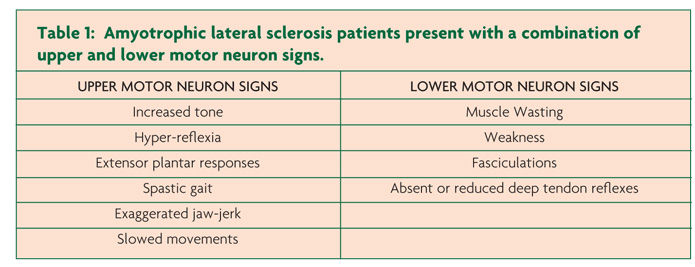 Table 1: Amyotrophic lateral sclerosis patients present with a combination of
upper and lower motor neuron signs.
UPPER MOTOR NEURON SIGNS LOWER MOTOR NEURON SIGNS
Increased tone Muscle Wasting
Hyper-reflexia Weakness
Extensor plantar responses Fasciculations
Spastic gait Absent or reduced deep tendon reflexes
Exaggerated jaw-jerk
Slowed movements